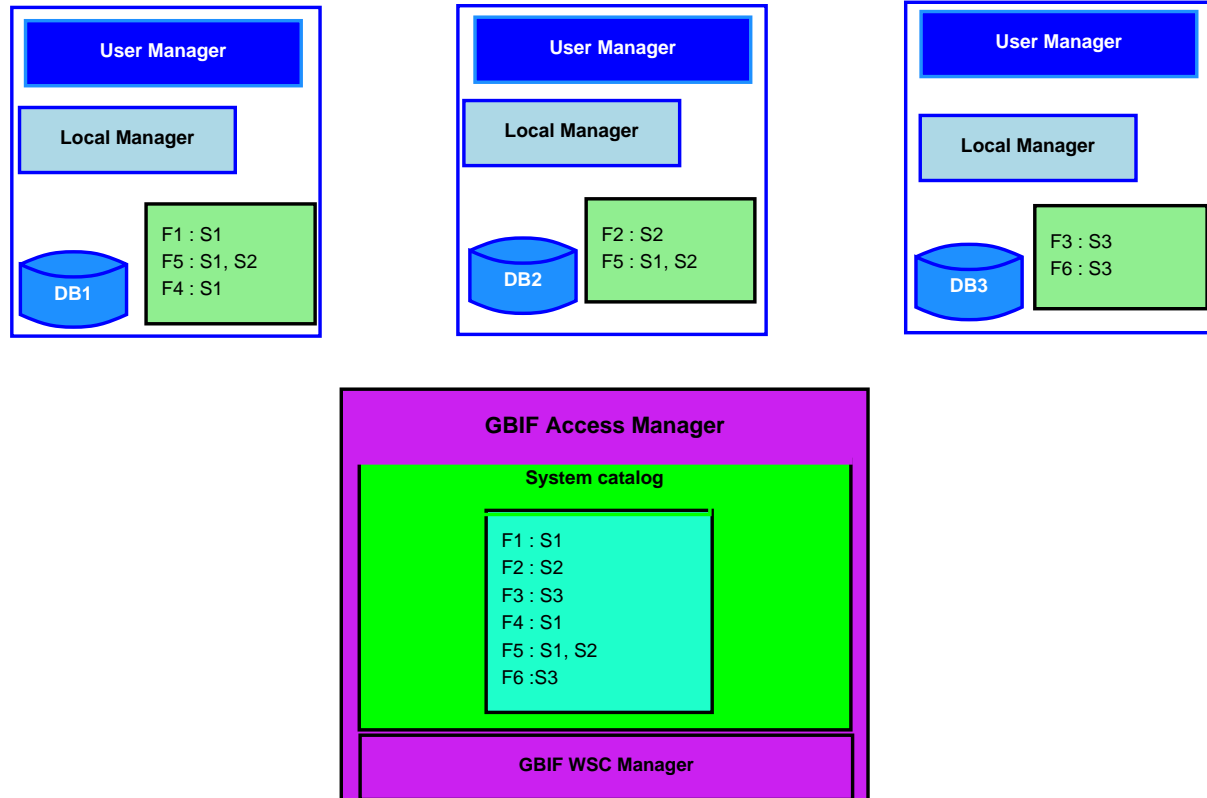 User Manager
Local Manager
F1 : S1
F5 : S1, S2
F4 : S1
DB1
User Manager
Local Manager
F2 : S2
F5 : S1, S2
DB2
User Manager
Local Manager
F3 : S3
F6 : S3
DB3
GBIF Access Manager
System catalog
F1 : S1
F2 : S2
F3 : S3
F4 : S1
F5 : S1, S2
F6 :S3
GBIF WSC Manager